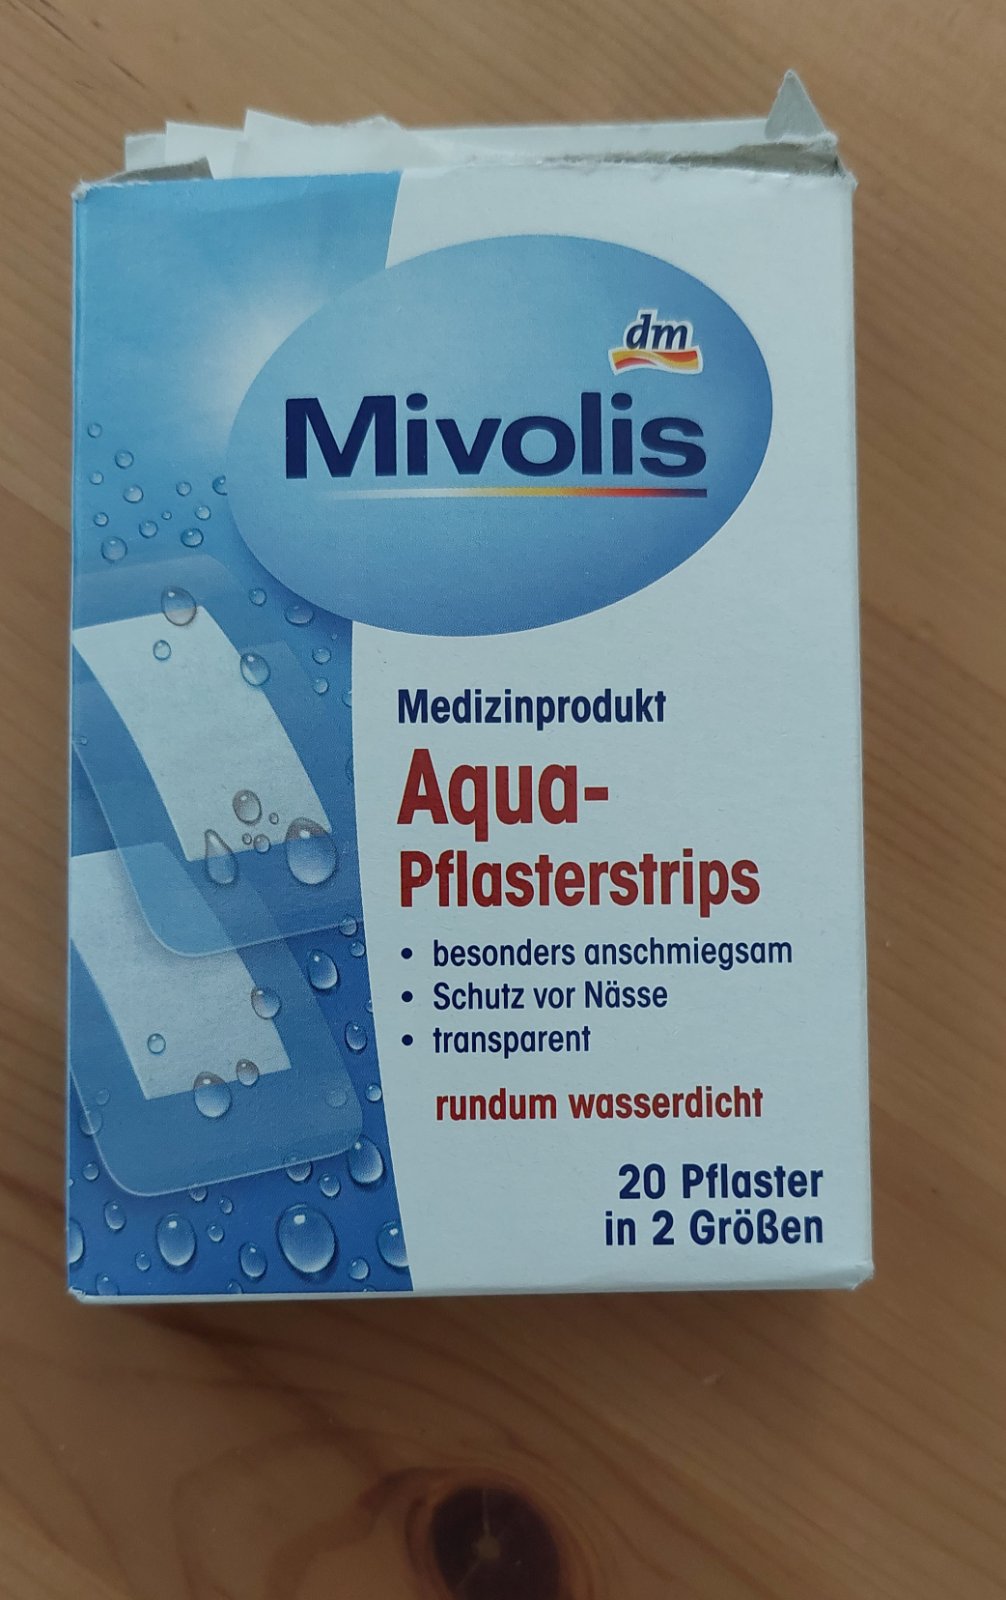 dm
Mivolis
Medizinprodukt
Aqua-
Pflasterstrips
• besonders anschmiegsam
• Schutz vor Nässe
• transparent
rundum wasserdicht
20 Pflaster
in 2 Größen